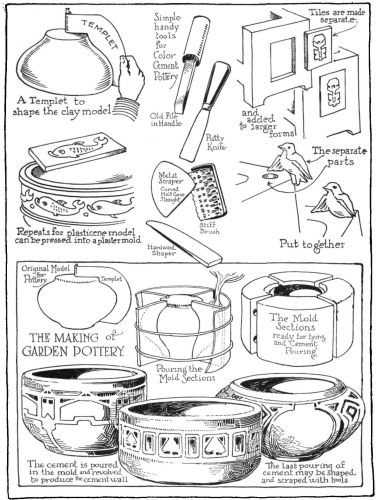 TEMPLET
A Templet to
shape the clay model
Simple
handy
tools
for
Color
Cement
Pottery
Old File
in Handle
Putty
Knife
Tiles are made
separate
and
added
to larger
forms
Repeats for plasticene model
can be pressed into a plaster mold
Metal
Scraper
Curved
Half Curve
Straight
Stiff
Brush
Hardwood
Shaper
The separate
parts
Put together
Original Model
for
Pottery
Templet
THE MAKING of
GARDEN POTTERY
Pouring the
Mold Sections
The Mold
Sections
ready for tying
and "Cement
Pouring"
The cement is poured
in the mold and revolved
to produce the cement wall
The last pouring of
cement may be shaped
and scraped with tools